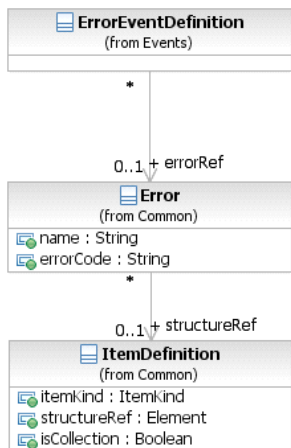 ErrorEventDefinition
(from Events)
*
0..1 + errorRef
Error
(from Common)
name : String
errorCode : String
*
0..1 + structureRef
ItemDefinition
(from Common)
itemKind : ItemKind
structureRef : Element
isCollection : Boolean